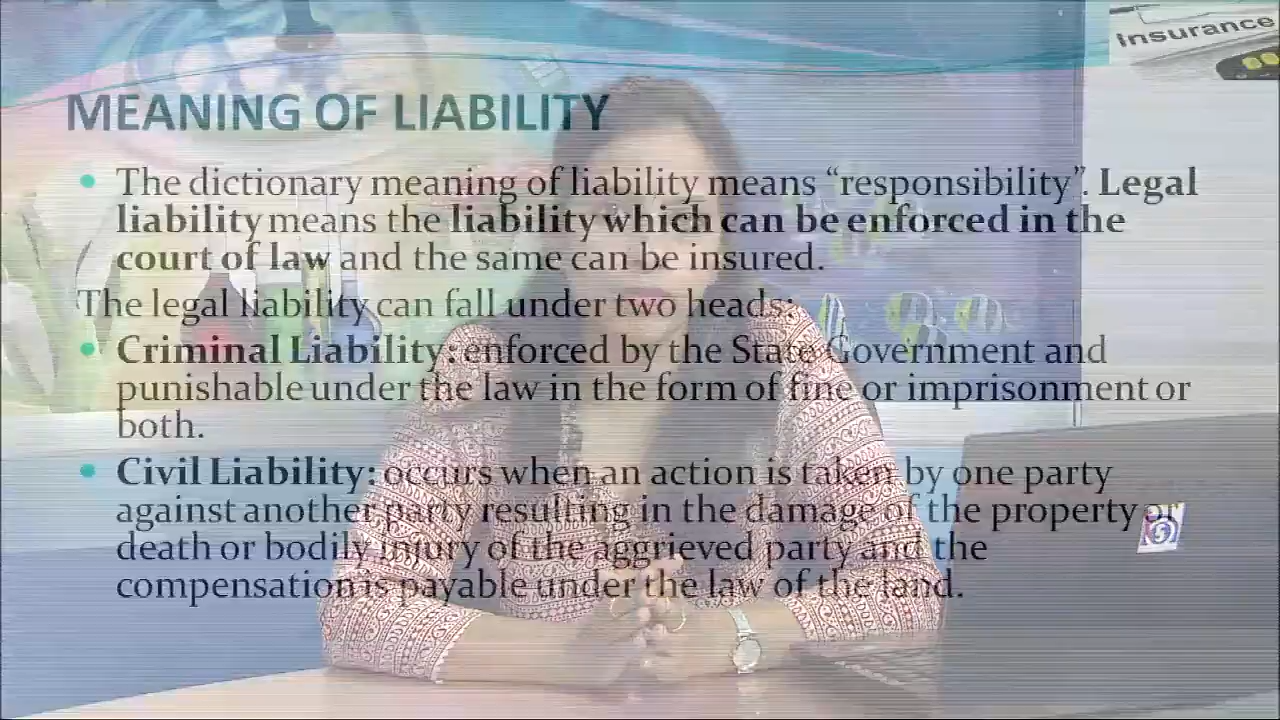 Insurance
MEANING OF LIABILITY
• The dictionary meaning of liability means “responsibility”. Legal
liability means the liability which can be enforced in the
court of law and the same can be insured.
The legal liability can fall under two heads:
• Criminal Liability: enforced by the State Government and
punishable under the law in the form of fine or imprisonment or
both.
• Civil Liability: occurs when an action is taken by one party
against another party resulting in the damage of the property or
death or bodily injury of the aggrieved party and the
compensation is payable under the law of the land.